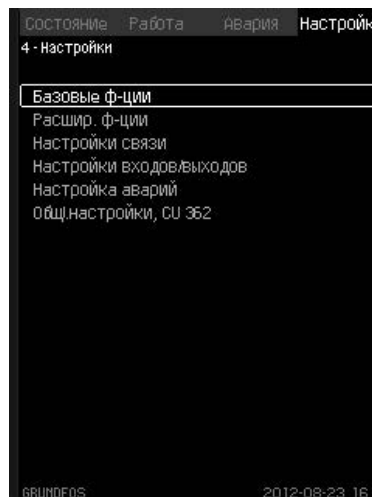 Состояние Работа Авария Настройк
4 - Настройки
Базовые ф-ции
Расшир. ф-ции
Настройки связи
Настройки входов/выходов
Настройка аварий
Общ.настройки, CU 362
GRUNDFOS 2012-08-23 16